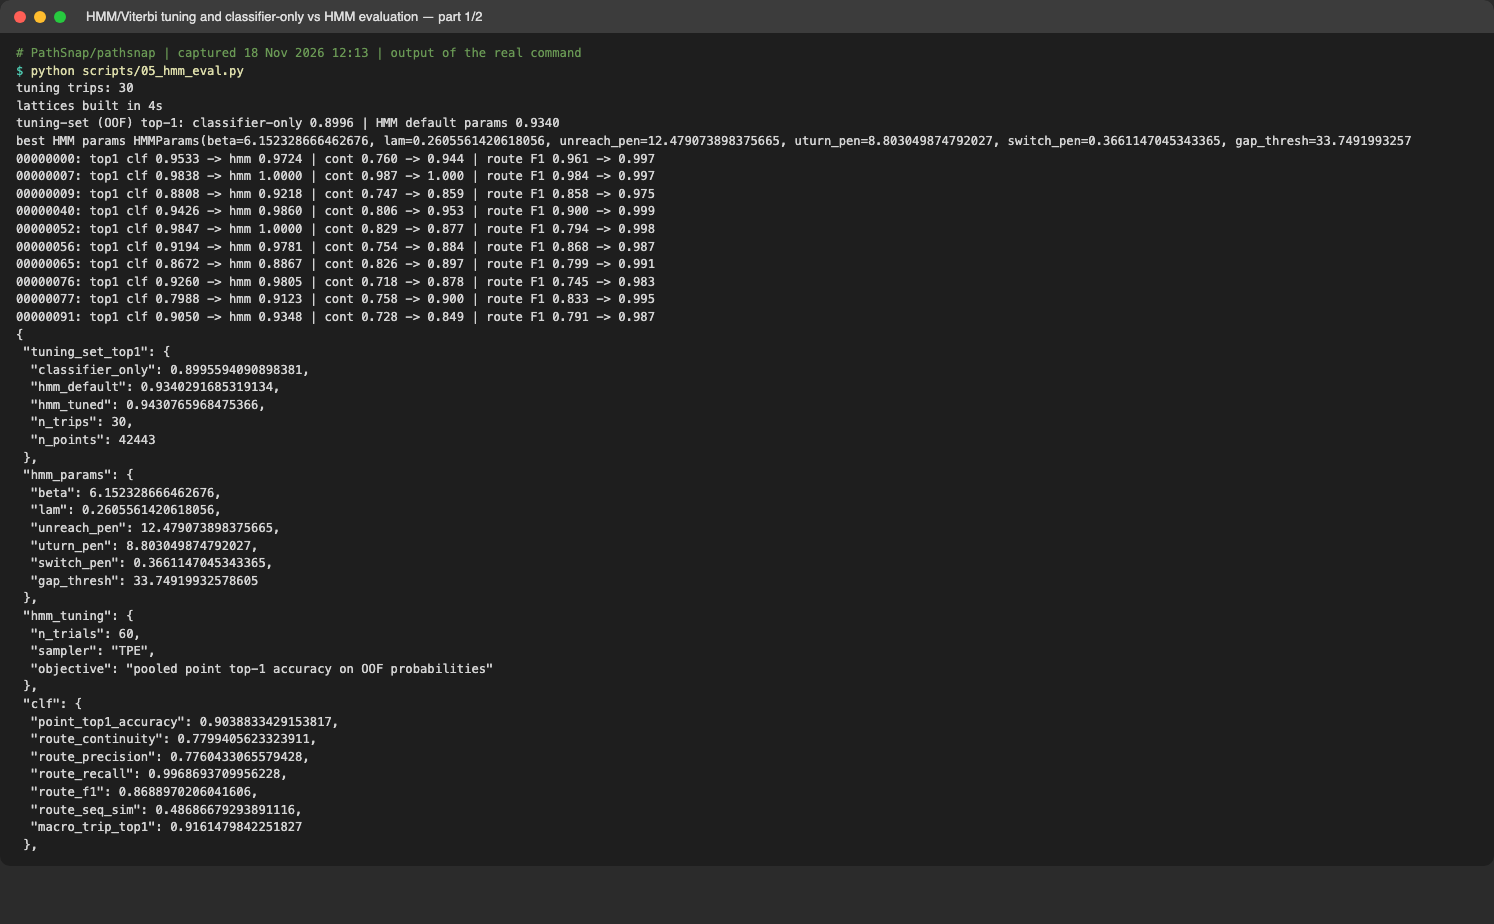 HMM/Viterbi tuning and classifier-only vs HMM evaluation — part 1/2
# PathSnap/pathsnap | captured 18 Nov 2026 12:13 | output of the real command
$ python scripts/05_hmm_eval.py
tuning trips: 30
lattices built in 4s
tuning-set (OOF) top-1: classifier-only 0.8996 | HMM default params 0.9340
best HMM params HMMParams(beta=6.152328666462676, lam=0.2605561420618056, unreach_pen=12.479073898375665, uturn_pen=8.803049874792027, switch_pen=0.3661147045343365, gap_thresh=33.7491993257
00000000: top1 clf 0.9533 -> hmm 0.9724 | cont 0.760 -> 0.944 | route F1 0.961 -> 0.997
00000007: top1 clf 0.9838 -> hmm 1.0000 | cont 0.987 -> 1.000 | route F1 0.984 -> 0.997
00000009: top1 clf 0.8808 -> hmm 0.9218 | cont 0.747 -> 0.859 | route F1 0.858 -> 0.975
00000040: top1 clf 0.9426 -> hmm 0.9860 | cont 0.806 -> 0.953 | route F1 0.900 -> 0.999
00000052: top1 clf 0.9847 -> hmm 1.0000 | cont 0.829 -> 0.877 | route F1 0.794 -> 0.998
00000056: top1 clf 0.9194 -> hmm 0.9781 | cont 0.754 -> 0.884 | route F1 0.868 -> 0.987
00000065: top1 clf 0.8672 -> hmm 0.8867 | cont 0.826 -> 0.897 | route F1 0.799 -> 0.991
00000076: top1 clf 0.9260 -> hmm 0.9805 | cont 0.718 -> 0.878 | route F1 0.745 -> 0.983
00000077: top1 clf 0.7988 -> hmm 0.9123 | cont 0.758 -> 0.900 | route F1 0.833 -> 0.995
00000091: top1 clf 0.9050 -> hmm 0.9348 | cont 0.728 -> 0.849 | route F1 0.791 -> 0.987
{
"tuning_set_top1": {
"classifier_only": 0.8995594090898381,
"hmm_default": 0.9340291685319134,
"hmm_tuned": 0.9430765968475366,
"n_trips": 30,
"n_points": 42443
},
"hmm_params": {
"beta": 6.152328666462676,
"lam": 0.2605561420618056,
"unreach_pen": 12.479073898375665,
"uturn_pen": 8.803049874792027,
"switch_pen": 0.3661147045343365,
"gap_thresh": 33.74919932578605
},
"hmm_tuning": {
"n_trials": 60,
"sampler": "TPE",
"objective": "pooled point top-1 accuracy on OOF probabilities"
},
"clf": {
"point_top1_accuracy": 0.9038833429153817,
"route_continuity": 0.7799405623323911,
"route_precision": 0.7760433065579428,
"route_recall": 0.9968693709956228,
"route_f1": 0.8688970206041606,
"route_seq_sim": 0.48686679293891116,
"macro_trip_top1": 0.9161479842251827
},